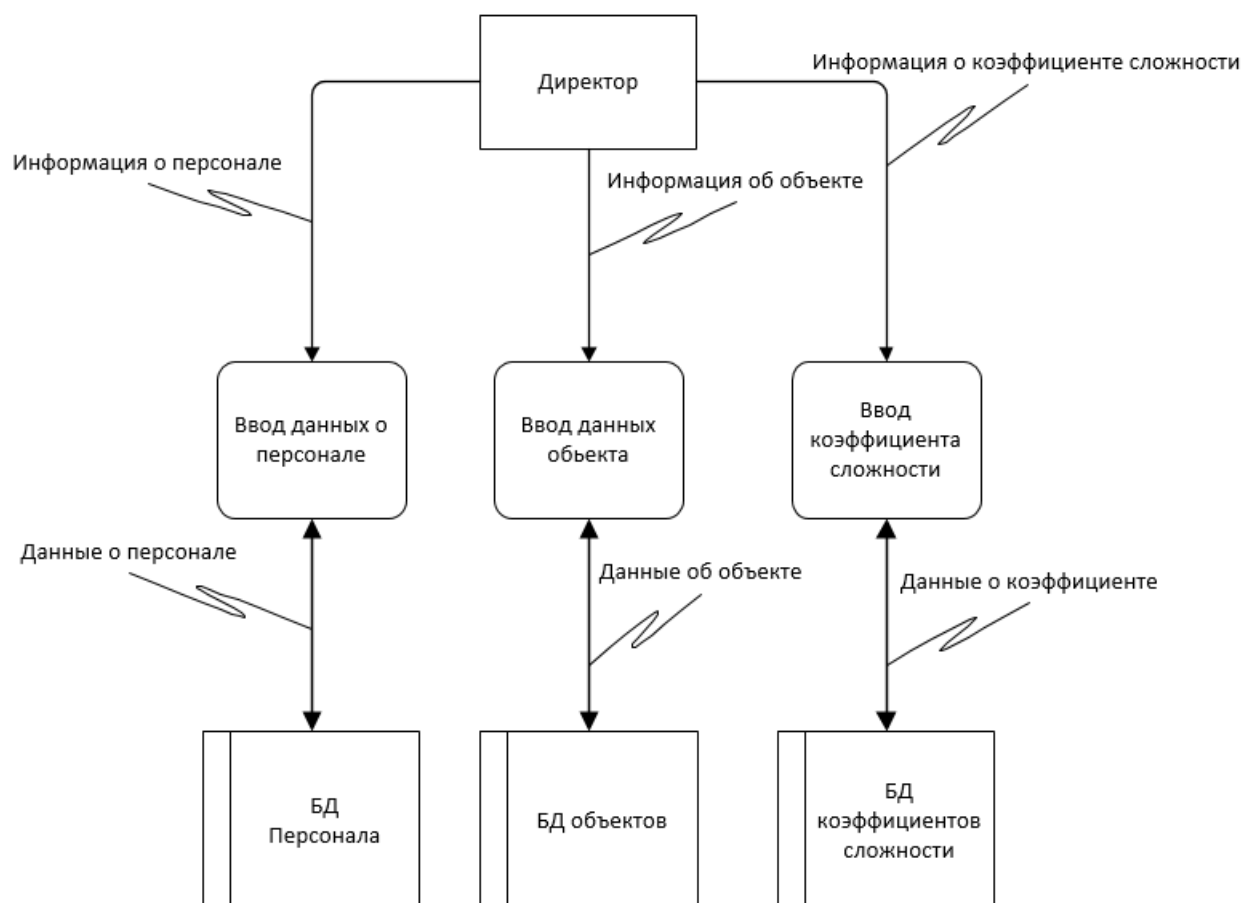 Директор
Информация о коэффициенте сложности
Информация о персонале
Информация об объекте
Ввод данных о
персонале
Ввод данных
обьекта
Ввод
коэффициента
сложности
Данные о персонале
Данные об объекте
Данные о коэффициенте
БД
Персонала
БД объектов
БД
коэффициентов
сложности